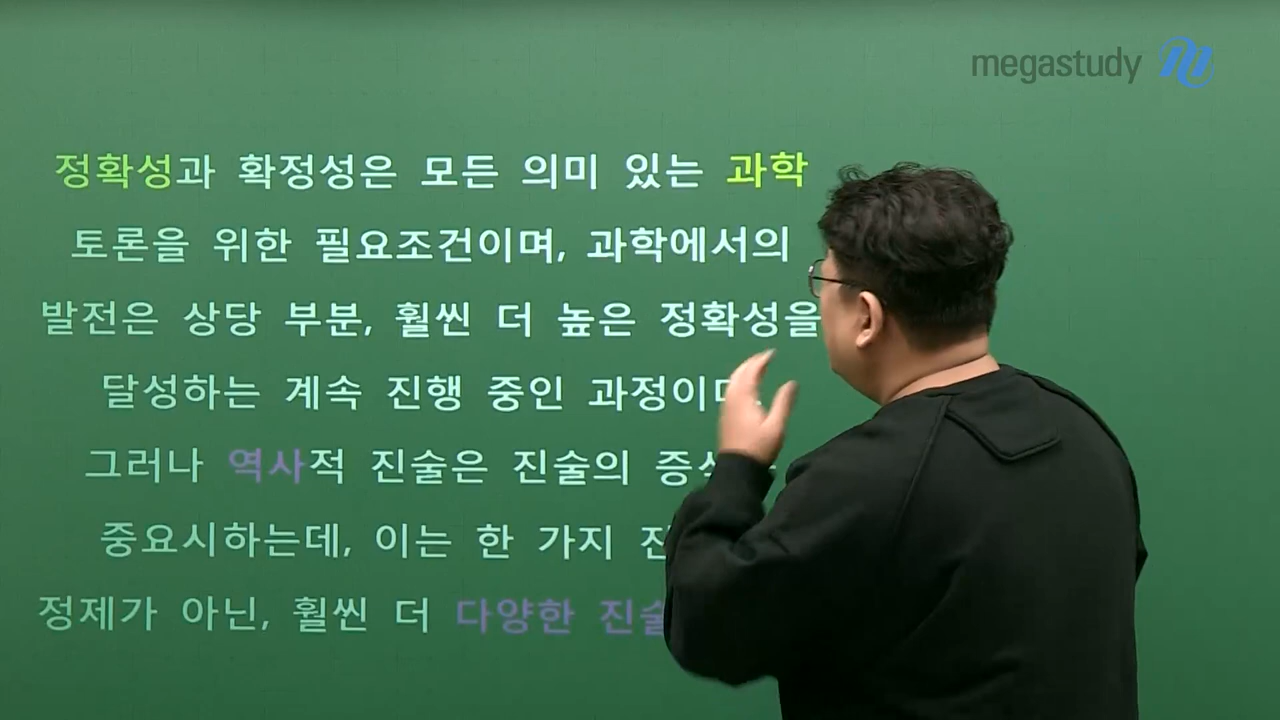 megastudy
정확성과 확정성은 모든 의미 있는 과학
토론을 위한 필요조건이며, 과학에서의
발전은 상당 부분, 훨씬 더 높은 정확성을
달성하는 계속 진행 중인 과정이다
그러나 역사적 진술은 진술의
중요시하는데, 이는 한 가지
정제가 아닌, 훨씬 더 다양한